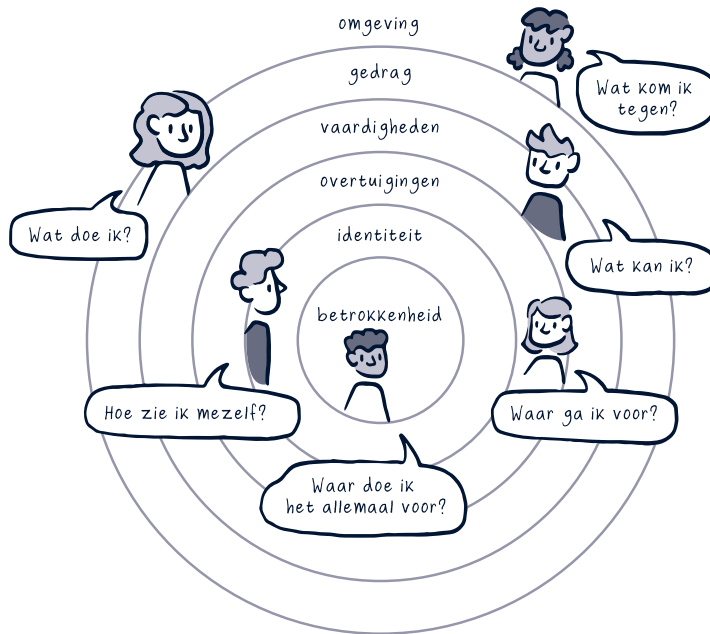 omgeving
gedrag
vaardigheden
overtuigingen
identiteit
betrokkenheid
Wat kom ik
tegen?
Wat doe ik?
Wat kan ik?
Hoe zie ik mezelf?
Waar ga ik voor?
Waar doe ik
het allemaal voor?